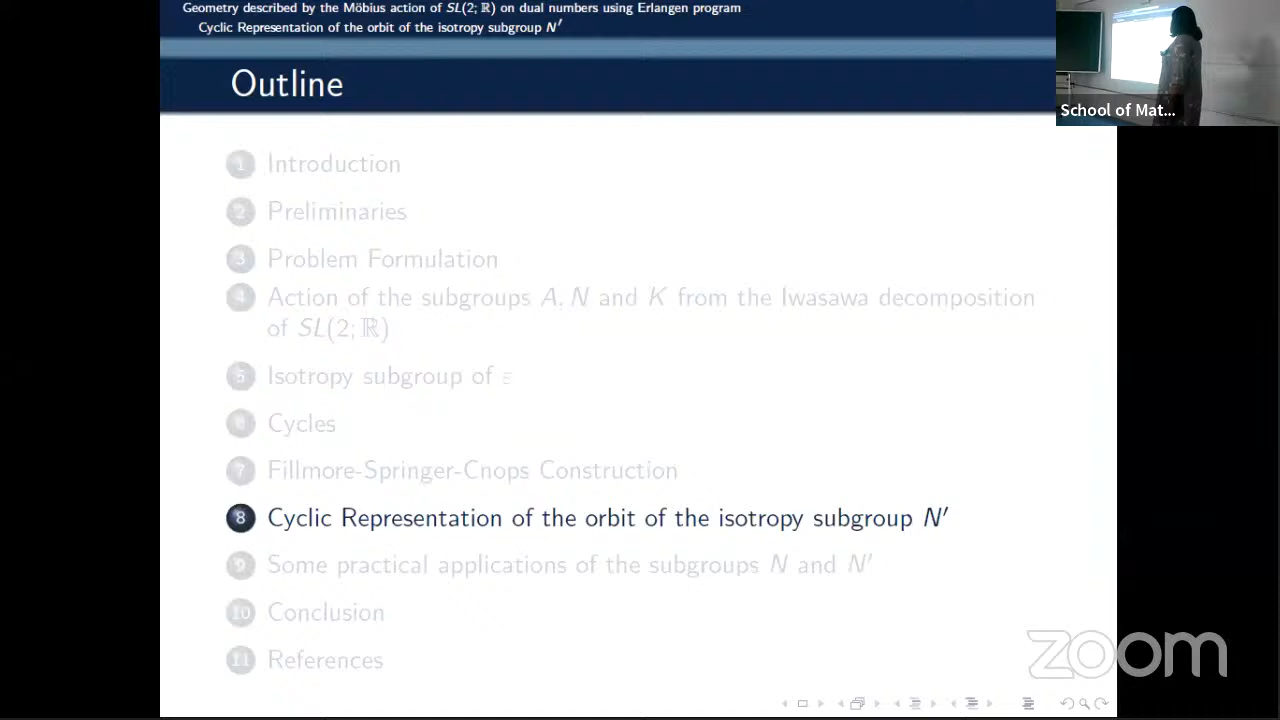 Geometry described by the Möbius action of SL(2; ℝ) on dual numbers using Erlangen program
Cyclic Representation of the orbit of the isotropy subgroup N′
Outline
School of Mat...
1 Introduction
2 Preliminaries
3 Problem Formulation
4 Action of the subgroups A, N and K from the Iwasawa decomposition
of SL(2; ℝ)
5 Isotropy subgroup of ε
6 Cycles
7 Fillmore-Springer-Cnops Construction
8 Cyclic Representation of the orbit of the isotropy subgroup N′
9 Some practical applications of the subgroups N and N′
10 Conclusion
11 References
zoom